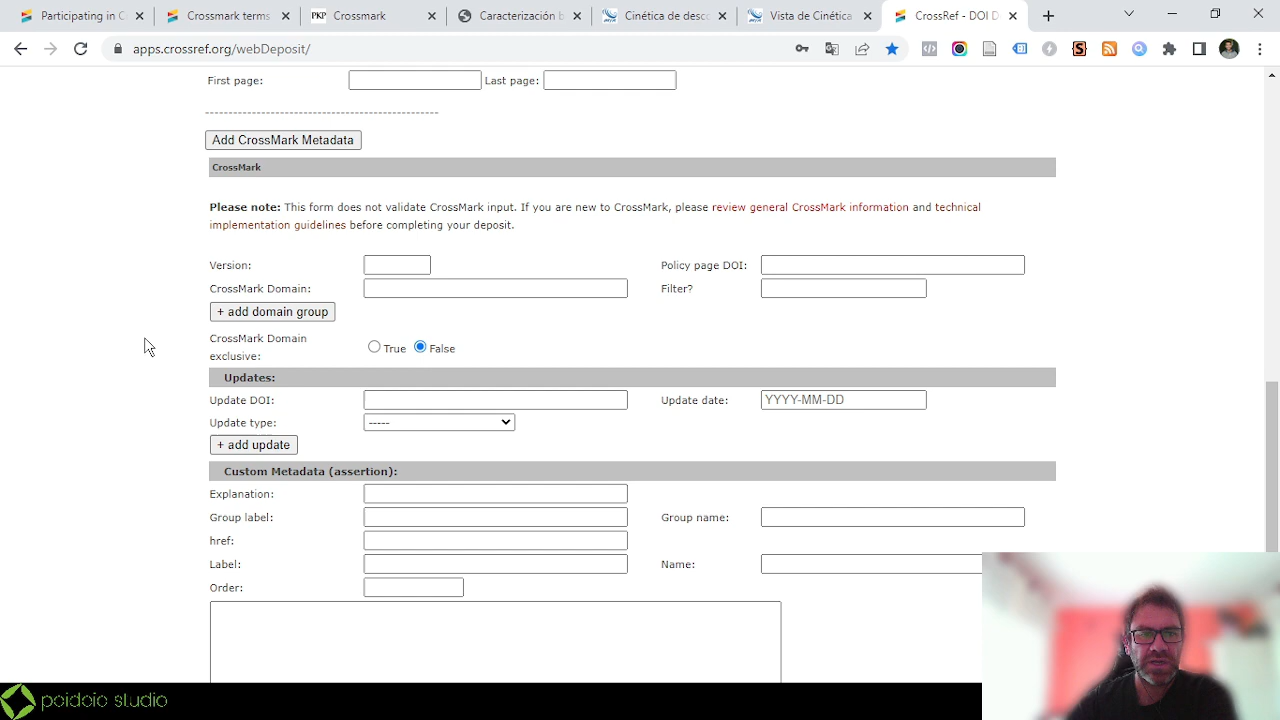 Participating in C
Crossmark terms
PKP Crossmark
Caracterización b
Cinética de desco
Vista de Cinética
CrossRef - DOI D
apps.crossref.org/webDeposit/
First page: Last page:
------------------------------------------------
Add CrossMark Metadata
CrossMark
Please note: This form does not validate CrossMark input. If you are new to CrossMark, please review general CrossMark information and technical
implementation guidelines before completing your deposit.
Version: Policy page DOI:
CrossMark Domain: Filter?
+ add domain group
CrossMark Domain
exclusive: True False
Updates:
Update DOI: Update date: YYYY-MM-DD
Update type: -----
+ add update
Custom Metadata (assertion):
Explanation:
Group label: Group name:
href:
Label: Name:
Order:
poidoio studio